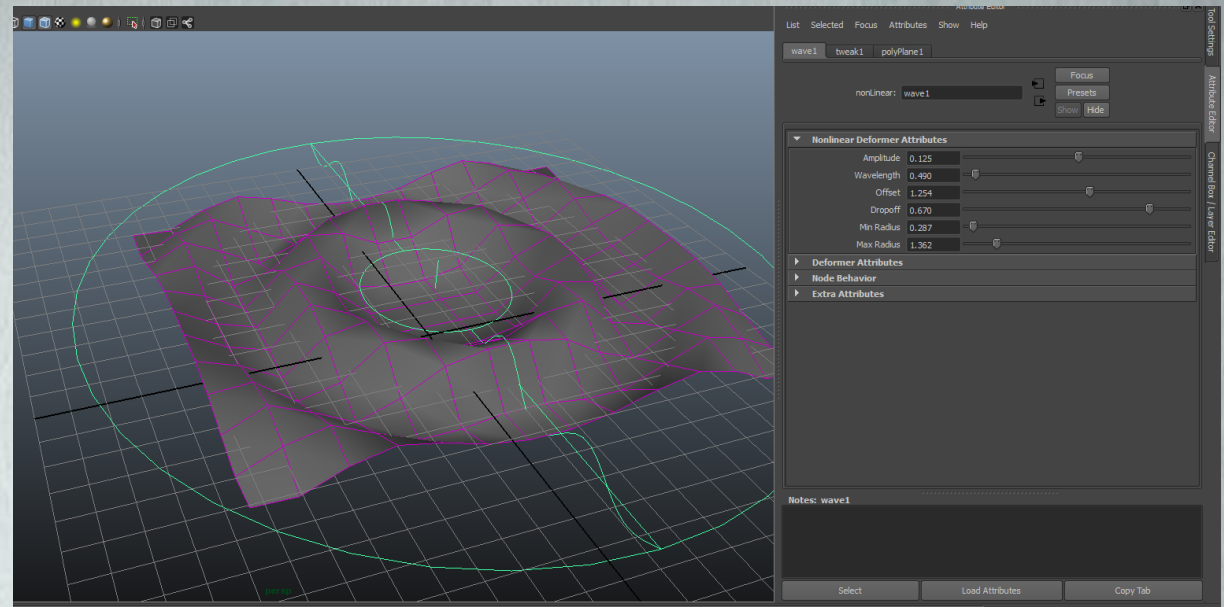 Attribute Editor
List Selected Focus Attributes Show Help
wave1 tweak1 polyPlane1
Focus
nonLinear: wave1
Presets
Show Hide
Nonlinear Deformer Attributes
Amplitude 0.125
Wavelength 0.490
Offset 1.254
Dropoff 0.670
Min Radius 0.287
Max Radius 1.362
Deformer Attributes
Node Behavior
Extra Attributes
Notes: wave1
Select Load Attributes Copy Tab
Tool Settings
Attribute Editor
Channel Box / Layer Editor
persp